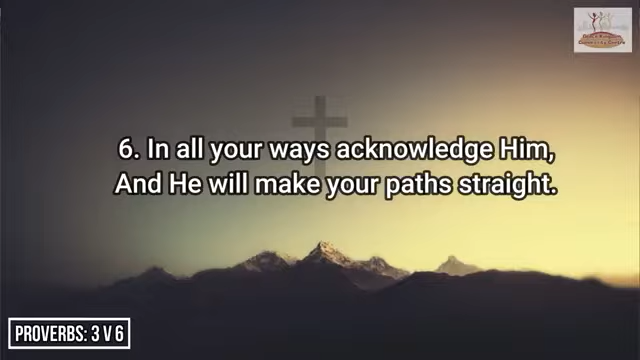 6. In all your ways acknowledge Him,
And He will make your paths straight.
PROVERBS: 3 V 6